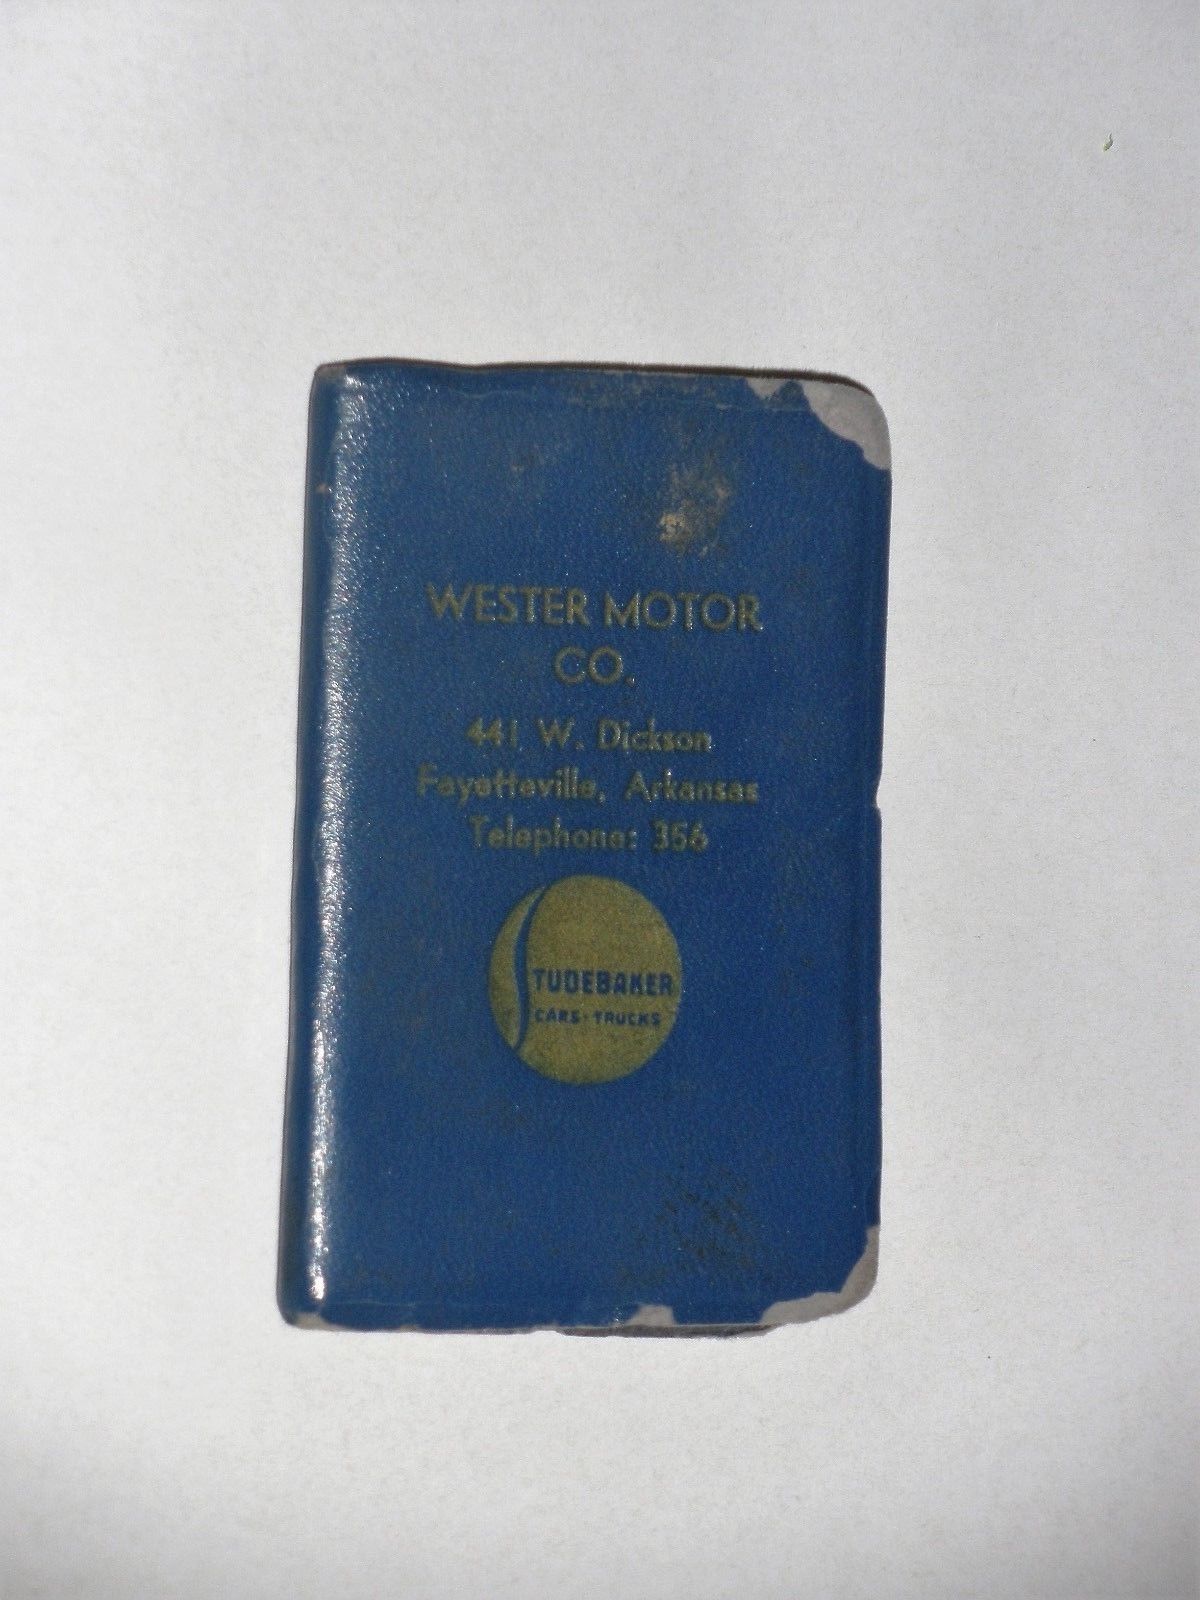 WESTER MOTOR
CO.
441 W. Dickson
Fayetteville, Arkansas
Telephone: 356
STUDEBAKER
CARS · TRUCKS